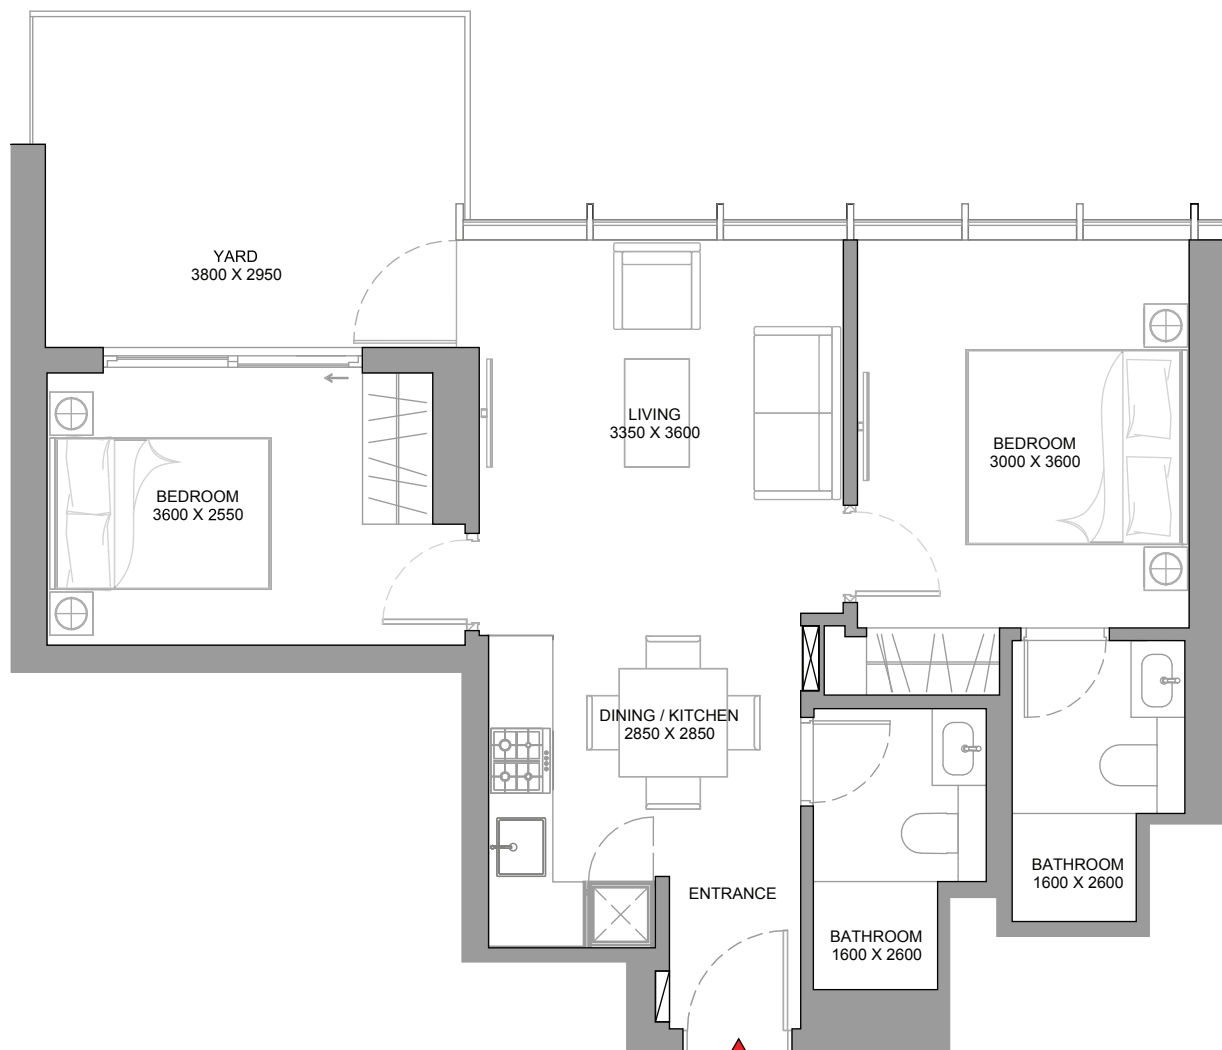 YARD
3800 X 2950
LIVING
3350 X 3600
BEDROOM
3000 X 3600
BEDROOM
3600 X 2550
DINING / KITCHEN
2850 X 2850
BATHROOM
1600 X 2600
ENTRANCE
BATHROOM
1600 X 2600